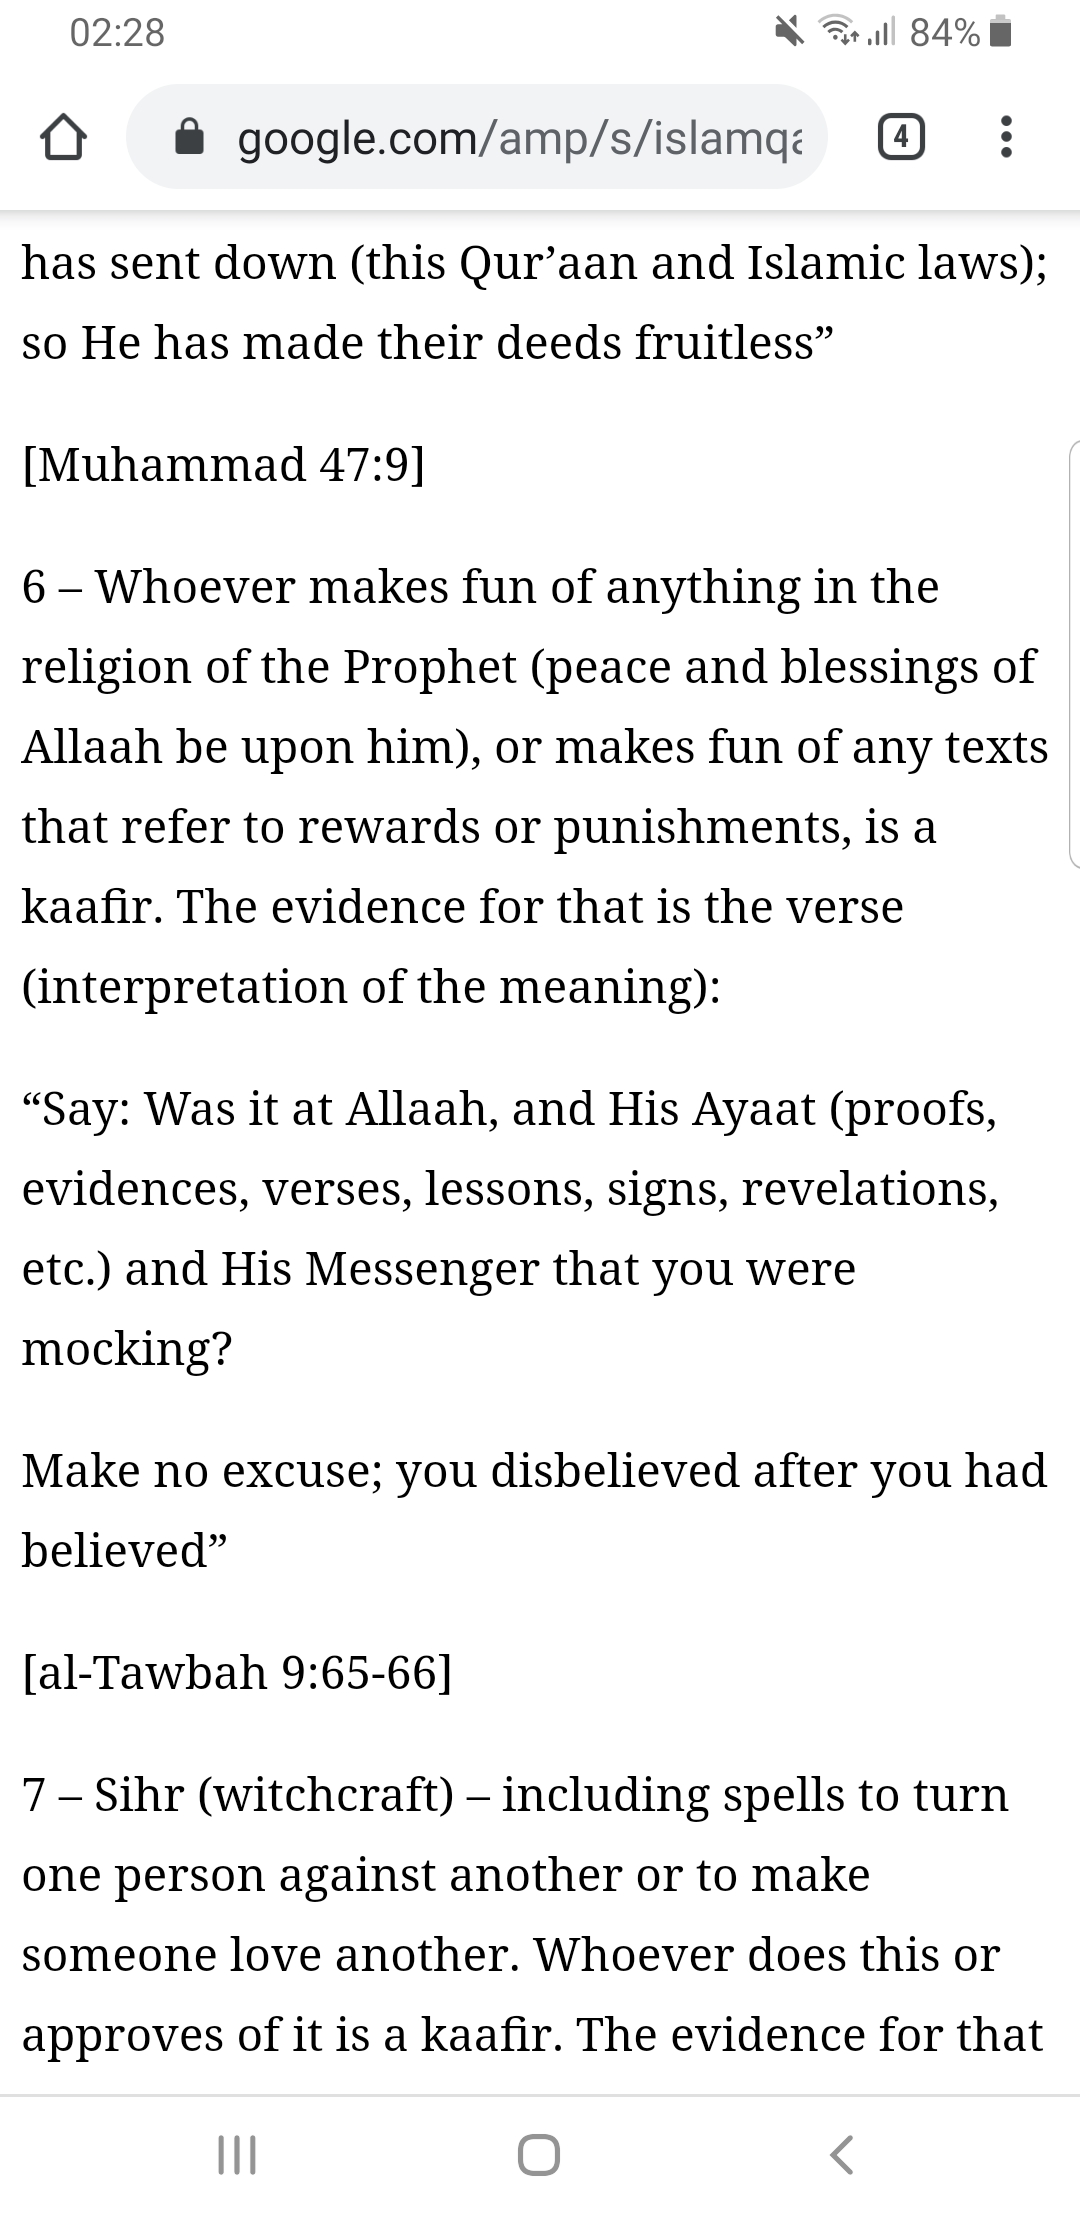 02:28
84%
google.com/amp/s/islamqa
4
has sent down (this Qur’aan and Islamic laws);
so He has made their deeds fruitless”
[Muhammad 47:9]
6 – Whoever makes fun of anything in the
religion of the Prophet (peace and blessings of
Allaah be upon him), or makes fun of any texts
that refer to rewards or punishments, is a
kaafir. The evidence for that is the verse
(interpretation of the meaning):
“Say: Was it at Allaah, and His Ayaat (proofs,
evidences, verses, lessons, signs, revelations,
etc.) and His Messenger that you were
mocking?
Make no excuse; you disbelieved after you had
believed”
[al-Tawbah 9:65-66]
7 – Sihr (witchcraft) – including spells to turn
one person against another or to make
someone love another. Whoever does this or
approves of it is a kaafir. The evidence for that